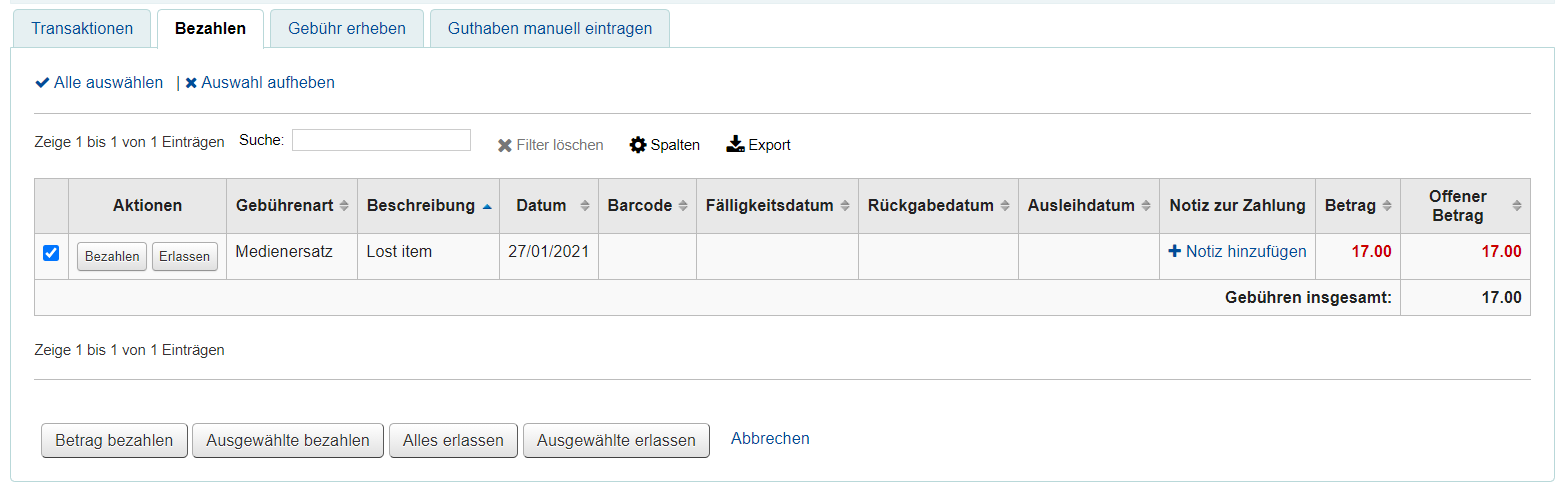 Transaktionen Bezahlen Gebühr erheben Guthaben manuell eintragen
Alle auswählen | Auswahl aufheben
Zeige 1 bis 1 von 1 Einträgen Suche: Filter löschen Spalten Export
Aktionen Gebührenart Beschreibung Datum Barcode Fälligkeitsdatum Rückgabedatum Ausleihdatum Notiz zur Zahlung Betrag Offener
Betrag
Bezahlen Erlassen Medienersatz Lost item 27/01/2021 Notiz hinzufügen 17.00 17.00
Gebühren insgesamt: 17.00
Zeige 1 bis 1 von 1 Einträgen
Betrag bezahlen Ausgewählte bezahlen Alles erlassen Ausgewählte erlassen Abbrechen